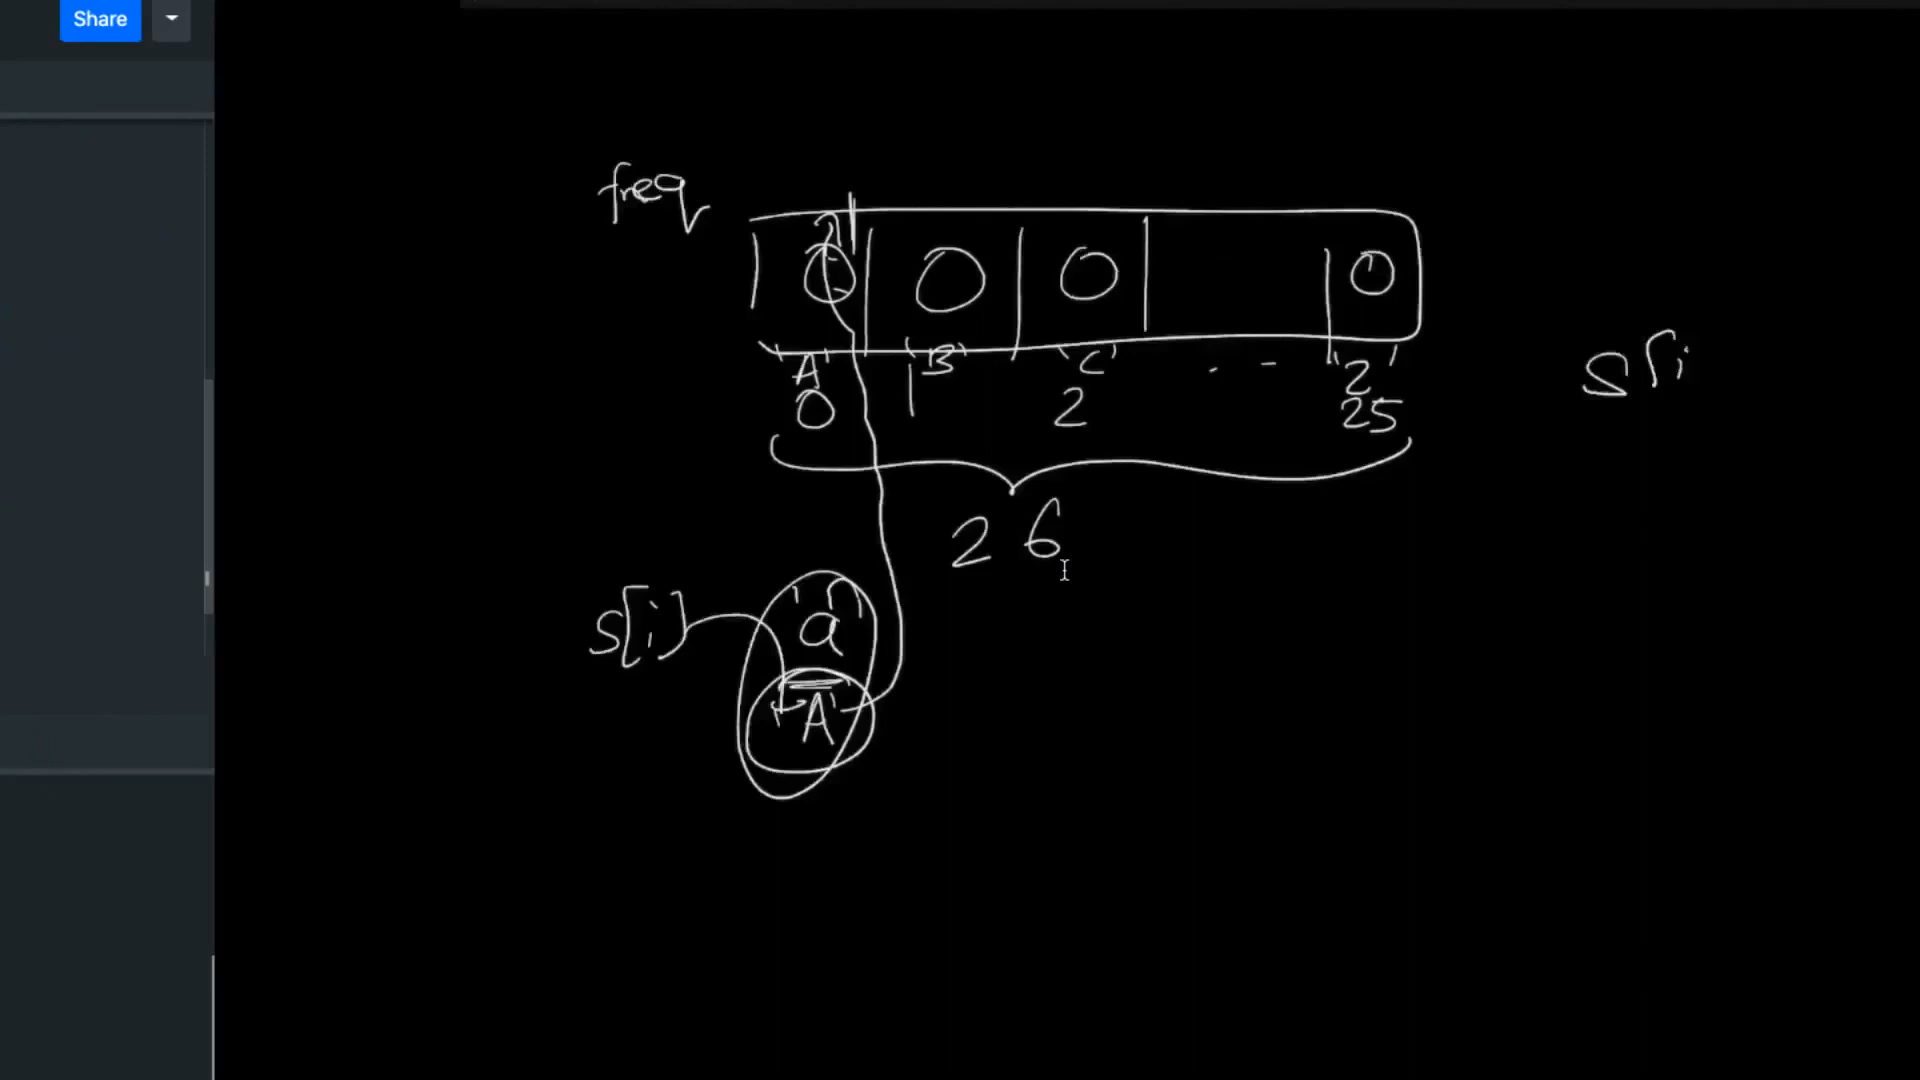 Share
freq
0 0 0 0
'A' 'B' 'C' . - 'Z'
0 1 2 25
s[i
26
s[i] 'a'
'A'